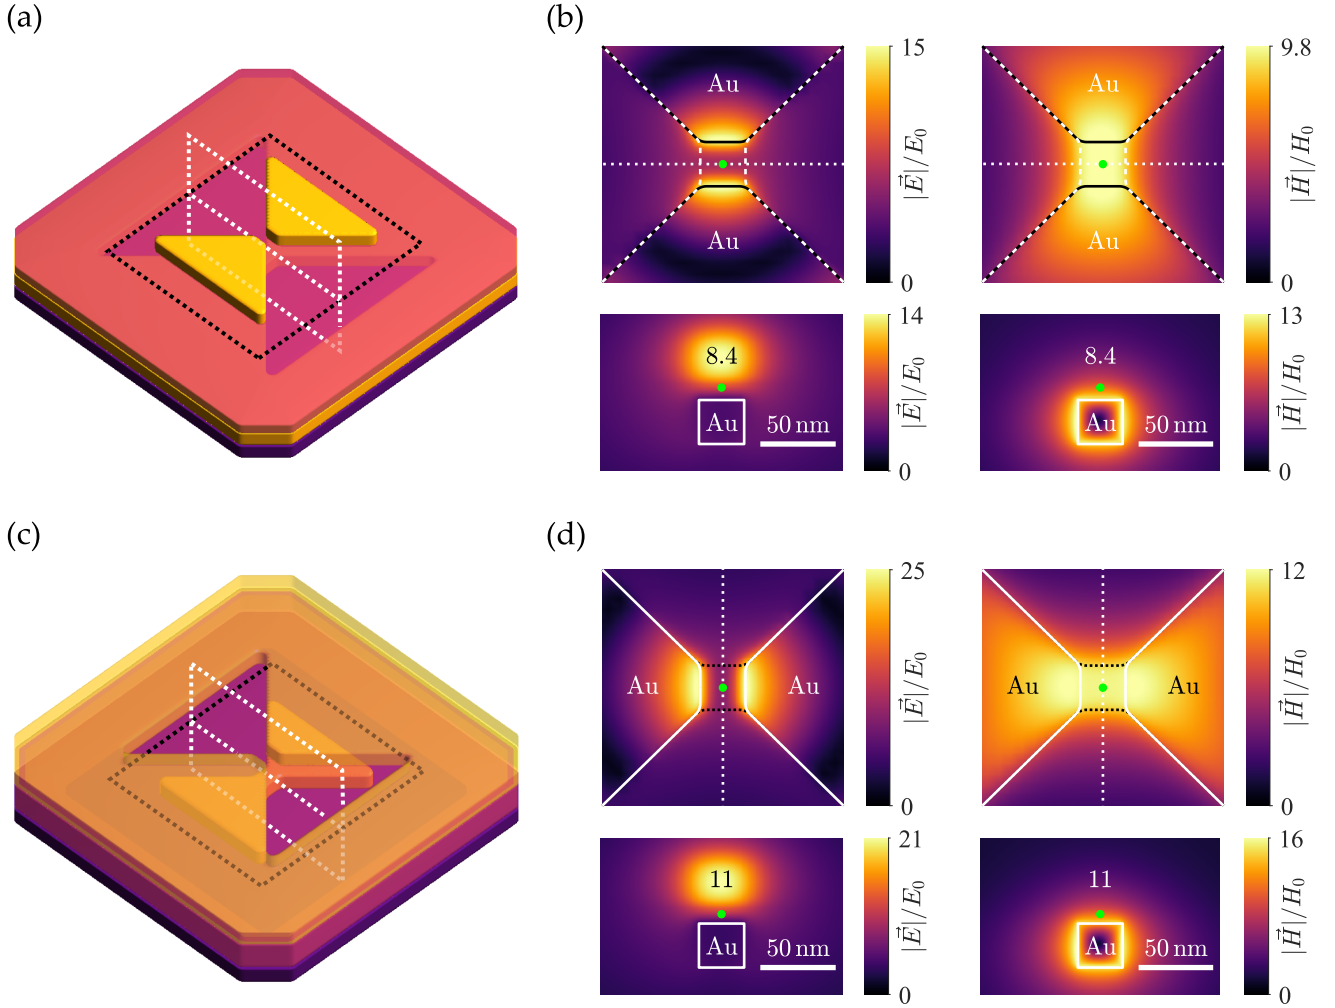 (a)
(b)
Au
Au
15
0
|E⃗|/E₀
Au
Au
9.8
0
|H⃗|/H₀
8.4
Au
50 nm
14
0
|E⃗|/E₀
8.4
Au
50 nm
13
0
|H⃗|/H₀
(c)
(d)
Au
Au
25
0
|E⃗|/E₀
Au
Au
12
0
|H⃗|/H₀
11
Au
50 nm
21
0
|E⃗|/E₀
11
Au
50 nm
16
0
|H⃗|/H₀